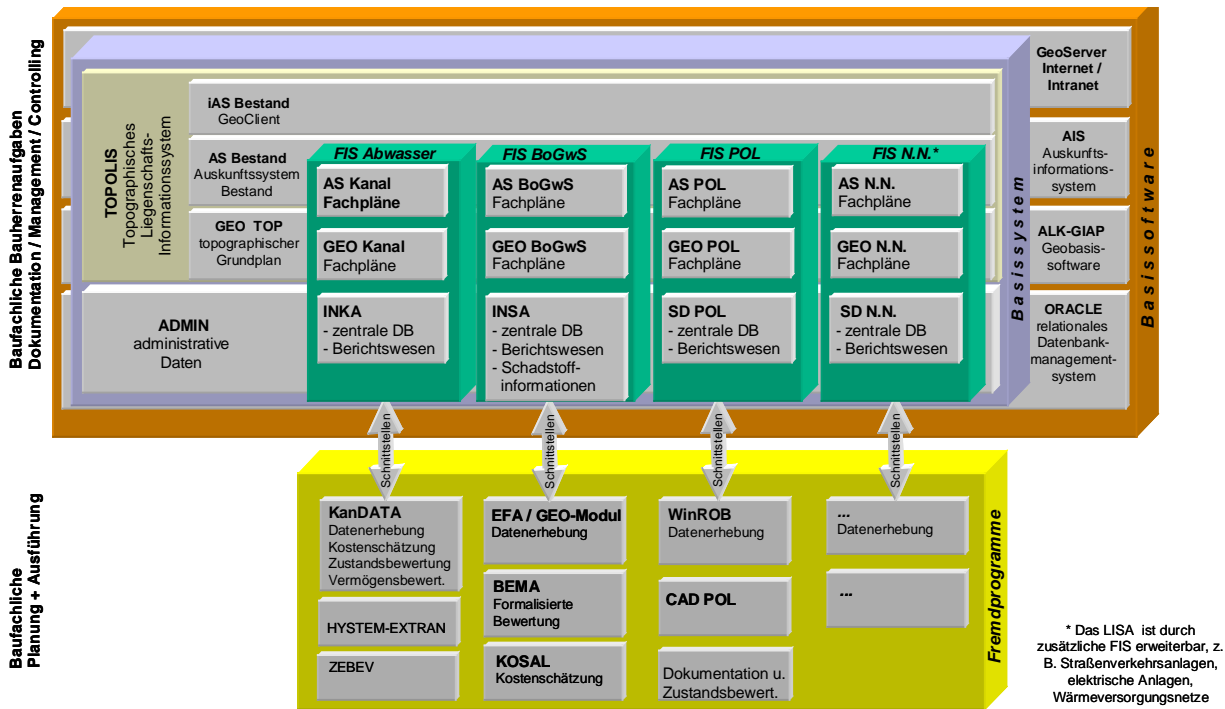 Baufachliche Bauherrenaufgaben
Dokumentation / Management / Controlling
TOPOLIS
Topographisches
Liegenschafts-
Informationssystem
iAS Bestand
GeoClient
AS Bestand
Auskunftssystem
Bestand
GEO TOP
topographischer
Grundplan
ADMIN
administrative
Daten
FIS Abwasser
AS Kanal
Fachpläne
GEO Kanal
Fachpläne
INKA
- zentrale DB
- Berichtswesen
FIS BoGwS
AS BoGwS
Fachpläne
GEO BoGwS
Fachpläne
INSA
- zentrale DB
- Berichtswesen
- Schadstoff-
informationen
FIS POL
AS POL
Fachpläne
GEO POL
Fachpläne
SD POL
- zentrale DB
- Berichtswesen
FIS N.N.*
AS N.N.
Fachpläne
GEO N.N.
Fachpläne
SD N.N.
- zentrale DB
- Berichtswesen
Basissystem
GeoServer
Internet /
Intranet
AIS
Auskunfts-
informations-
system
ALK-GIAP
Geobasis-
software
ORACLE
relationales
Datenbank-
management-
system
Basissoftware
Schnittstellen
Schnittstellen
Schnittstellen
Schnittstellen
Baufachliche
Planung + Ausführung
KanDATA
Datenerhebung
Kostenschätzung
Zustandsbewertung
Vermögensbewert.
HYSTEM-EXTRAN
ZEBEV
EFA / GEO-Modul
Datenerhebung
BEMA
Formalisierte
Bewertung
KOSAL
Kostenschätzung
WinROB
Datenerhebung
CAD POL
Dokumentation u.
Zustandsbewert.
...
Datenerhebung
...
Fremdprogramme
* Das LISA ist durch
zusätzliche FIS erweiterbar, z.
B. Straßenverkehrsanlagen,
elektrische Anlagen,
Wärmeversorgungsnetze